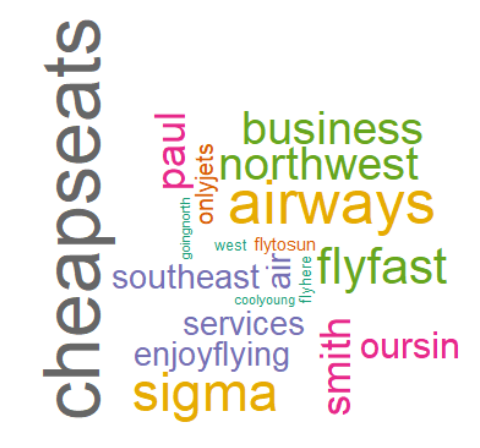 cheapseats
paul
onlyjets
goingnorth
business
northwest
airways
west
flytosun
southeast
air
flyhere
flyfast
coolyoung
services
enjoyflying
sigma
smith
oursin